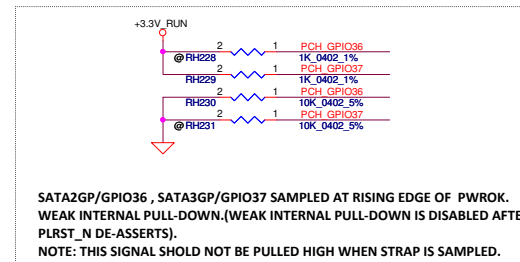 +3.3V_RUN
2 1 PCH_GPIO36
@ RH228 1K_0402_1%
2 1 PCH_GPIO37
RH229 1K_0402_1%
2 1 PCH_GPIO36
RH230 10K_0402_5%
2 1 PCH_GPIO37
@ RH231 10K_0402_5%
SATA2GP/GPIO36 , SATA3GP/GPIO37 SAMPLED AT RISING EDGE OF PWROK.
WEAK INTERNAL PULL-DOWN.(WEAK INTERNAL PULL-DOWN IS DISABLED AFTE
PLRST_N DE-ASSERTS).
NOTE: THIS SIGNAL SHOLD NOT BE PULLED HIGH WHEN STRAP IS SAMPLED.